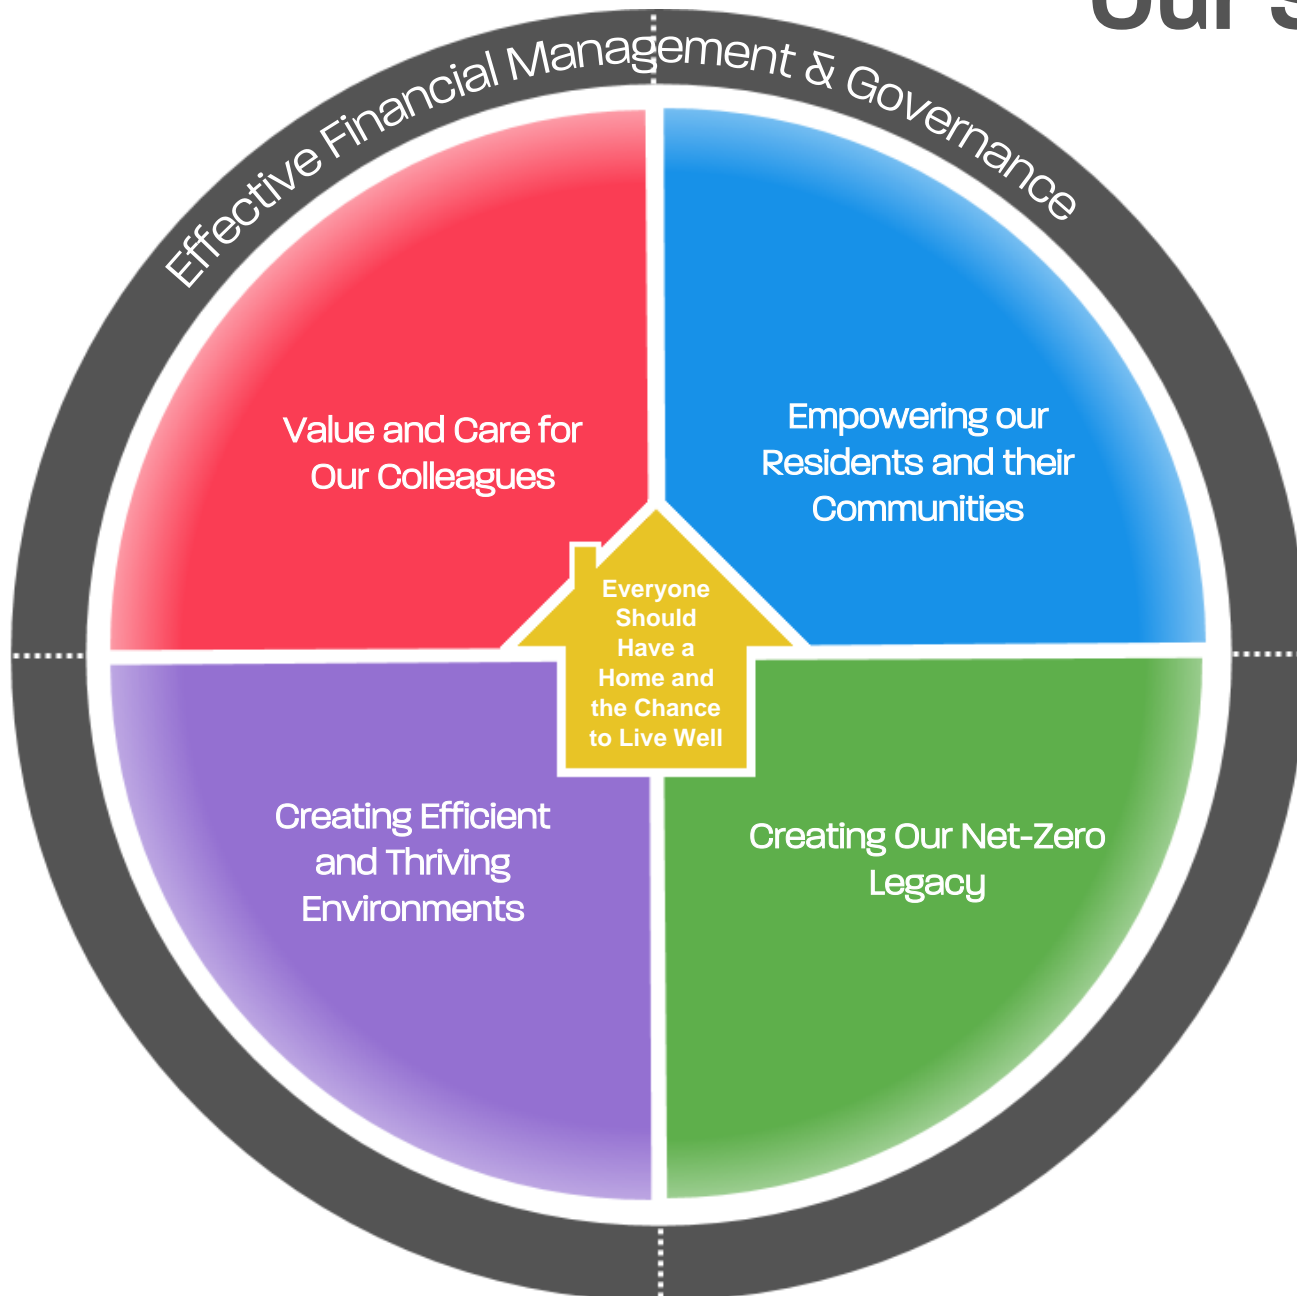 Our s
Effective Financial Management & Governance
Value and Care for
Our Colleagues
Empowering our
Residents and their
Communities
Everyone
Should
Have a
Home and
the Chance
to Live Well
Creating Efficient
and Thriving
Environments
Creating Our Net-Zero
Legacy